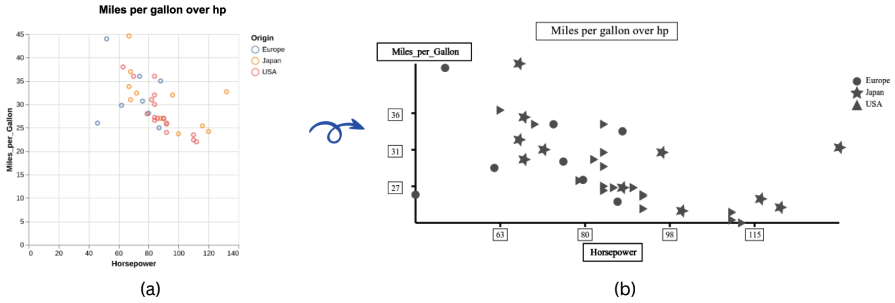 Miles per gallon over hp
Origin
Europe
Japan
USA
45
40
35
30
25
20
15
10
5
0
Miles_per_Gallon
0 20 40 60 80 100 120 140
Horsepower
(a)
Miles per gallon over hp
Miles_per_Gallon
Europe
Japan
USA
36
31
27
63 80 98 115
Horsepower
(b)